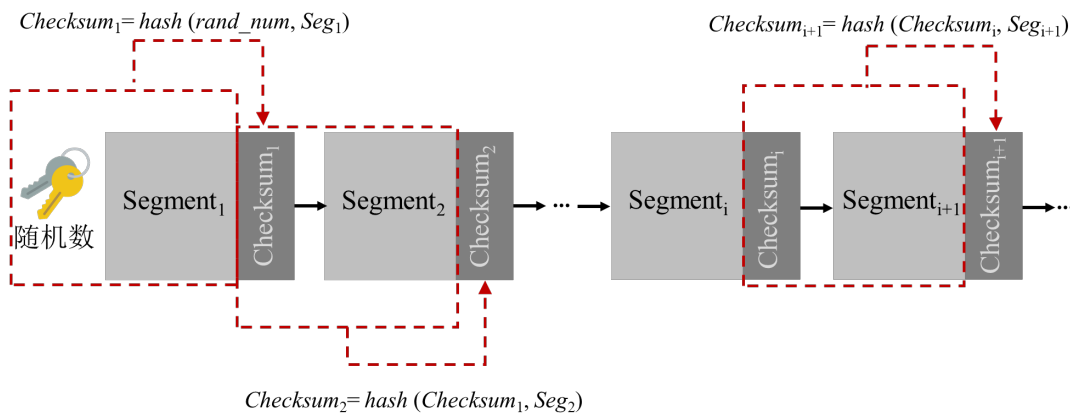 Checksum₁= hash (rand_num, Seg₁)
Checksumᵢ₊₁= hash (Checksumᵢ, Segᵢ₊₁)
随机数
Segment₁
Checksum₁
Segment₂
Checksum₂
...
Segmentᵢ
Checksumᵢ
Segmentᵢ₊₁
Checksumᵢ₊₁
...
Checksum₂= hash (Checksum₁, Seg₂)